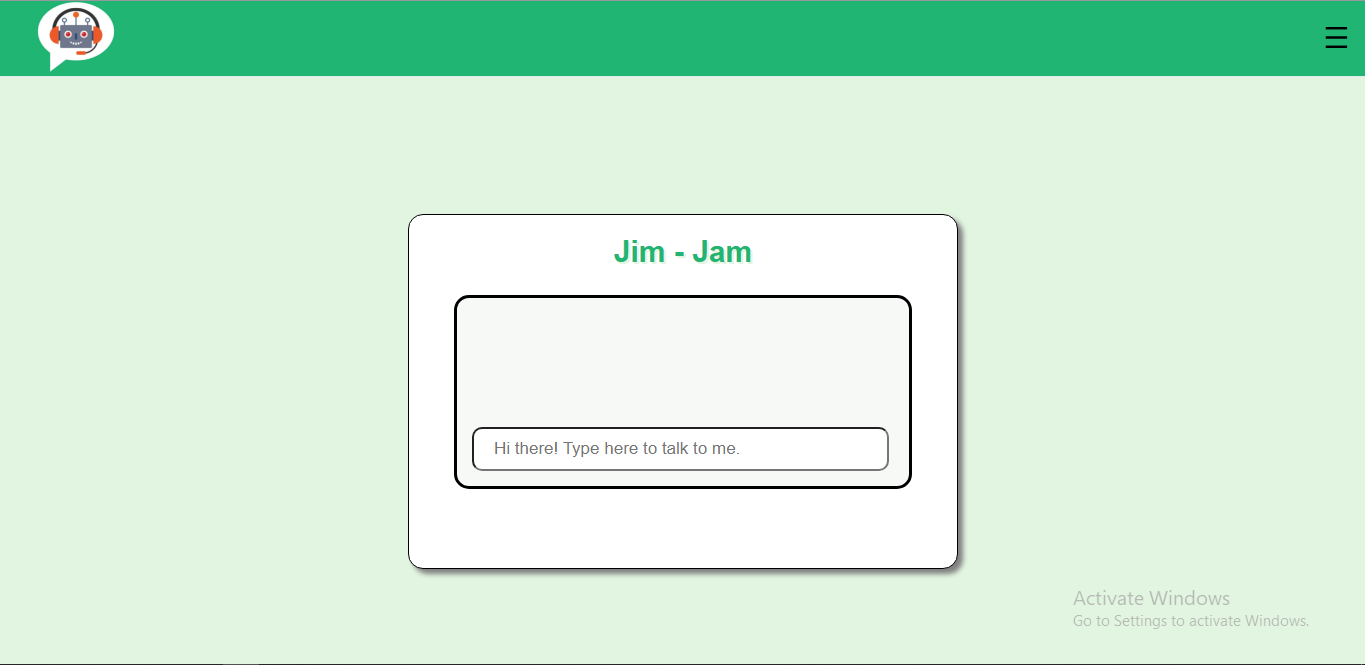 Jim - Jam
Hi there! Type here to talk to me.
Activate Windows
Go to Settings to activate Windows.